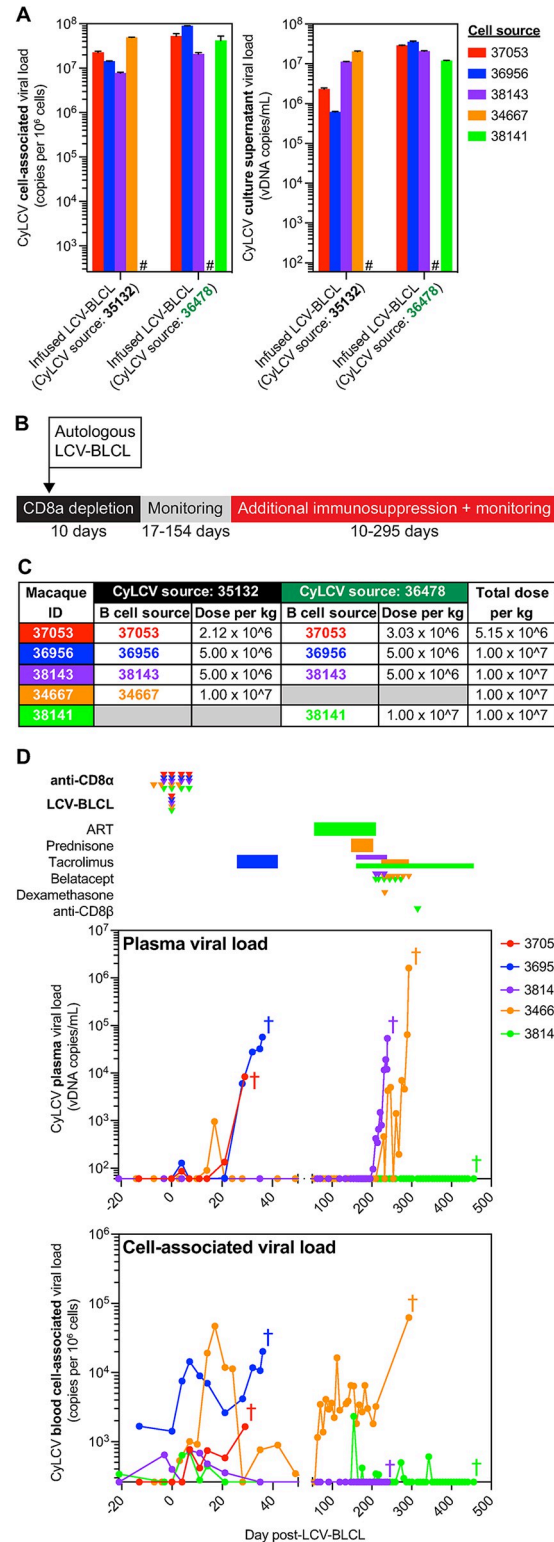 A
CyLCV cell-associated viral load
(copies per 10⁶ cells)
10⁸
10⁷
10⁶
10⁵
10⁴
10³
#
#
Infused LCV-BLCL
(CyLCV source: 35132)
Infused LCV-BLCL
(CyLCV source: 36478)
CyLCV culture supernatant viral load
(vDNA copies/mL)
10⁸
10⁷
10⁶
10⁵
10⁴
10³
10²
#
#
Infused LCV-BLCL
(CyLCV source: 35132)
Infused LCV-BLCL
(CyLCV source: 36478)
Cell source
37053
36956
38143
34667
38141
B
Autologous
LCV-BLCL
CD8a depletion Monitoring Additional immunosuppression + monitoring
10 days 17-154 days 10-295 days
C
Macaque ID CyLCV source: 35132 CyLCV source: 36478 Total dose per kg
B cell source Dose per kg B cell source Dose per kg
37053 37053 2.12 x 10^6 37053 3.03 x 10^6 5.15 x 10^6
36956 36956 5.00 x 10^6 36956 5.00 x 10^6 1.00 x 10^7
38143 38143 5.00 x 10^6 38143 5.00 x 10^6 1.00 x 10^7
34667 34667 1.00 x 10^7 1.00 x 10^7
38141 38141 1.00 x 10^7 1.00 x 10^7
D
anti-CD8α
LCV-BLCL
ART
Prednisone
Tacrolimus
Belatacept
Dexamethasone
anti-CD8β
Plasma viral load
CyLCV plasma viral load
(vDNA copies/mL)
10⁷
10⁶
10⁵
10⁴
10³
10²
-20 0 20 40 100 200 300 400 500
† † † † †
3705
3695
3814
3466
3814
Cell-associated viral load
CyLCV blood cell-associated viral load
(copies per 10⁶ cells)
10⁶
10⁵
10⁴
10³
† † † † †
-20 0 20 40 100 200 300 400 500
Day post-LCV-BLCL